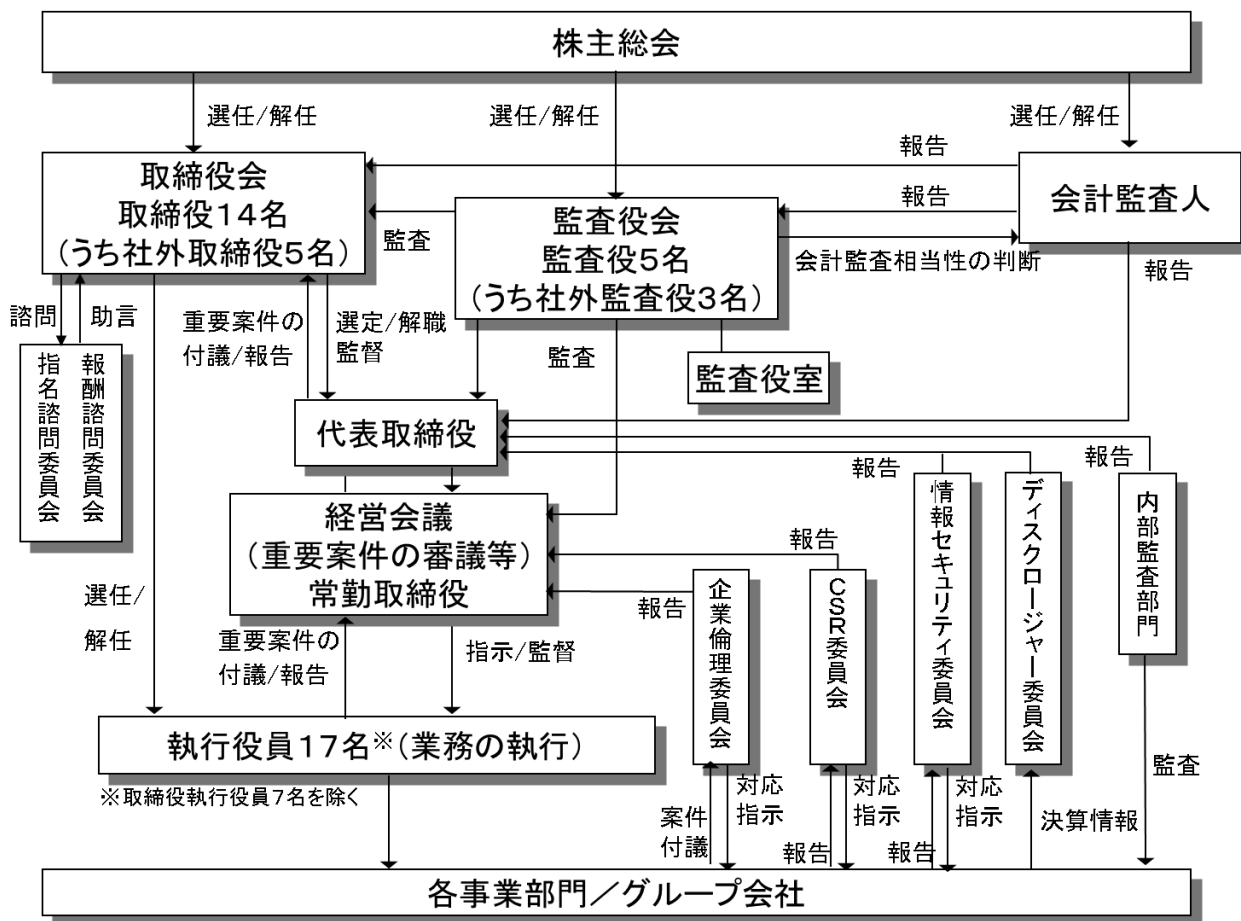 株主総会
選任/解任
選任/解任
選任/解任
取締役会
取締役14名
(うち社外取締役5名)
監査
監査役会
監査役5名
(うち社外監査役3名)
報告
報告
会計監査相当性の判断
会計監査人
報告
諮問
助言
重要案件の
付議/報告
選定/解職
監督
監査
監査役室
指名諮問委員会
報酬諮問委員会
代表取締役
報告
報告
経営会議
(重要案件の審議等)
常勤取締役
報告
報告
企業倫理委員会
CSR委員会
情報セキュリティ委員会
ディスクロージャー委員会
内部監査部門
選任/
解任
重要案件の
付議/報告
指示/監督
執行役員17名※(業務の執行)
※取締役執行役員7名を除く
案件
付議
対応
指示
報告
対応
指示
報告
対応
指示
決算情報
監査
各事業部門/グループ会社